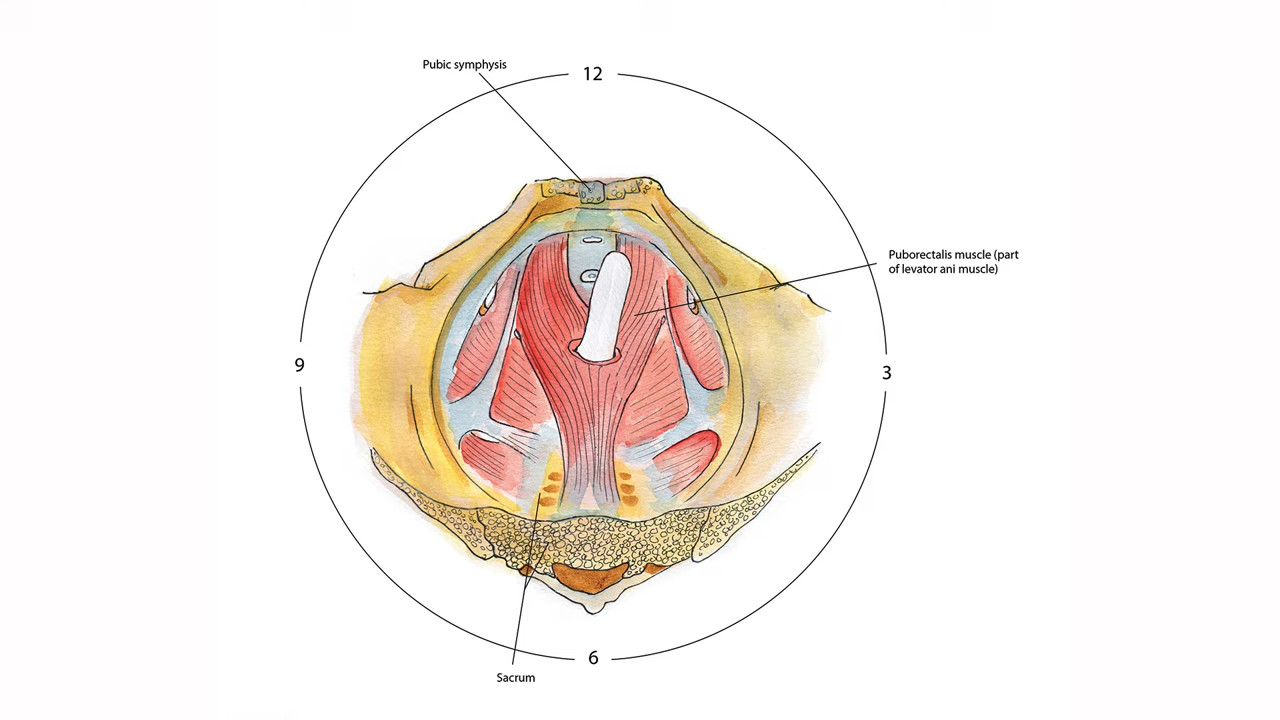 Pubic symphysis
12
Puborectalis muscle (part
of levator ani muscle)
9
3
6
Sacrum